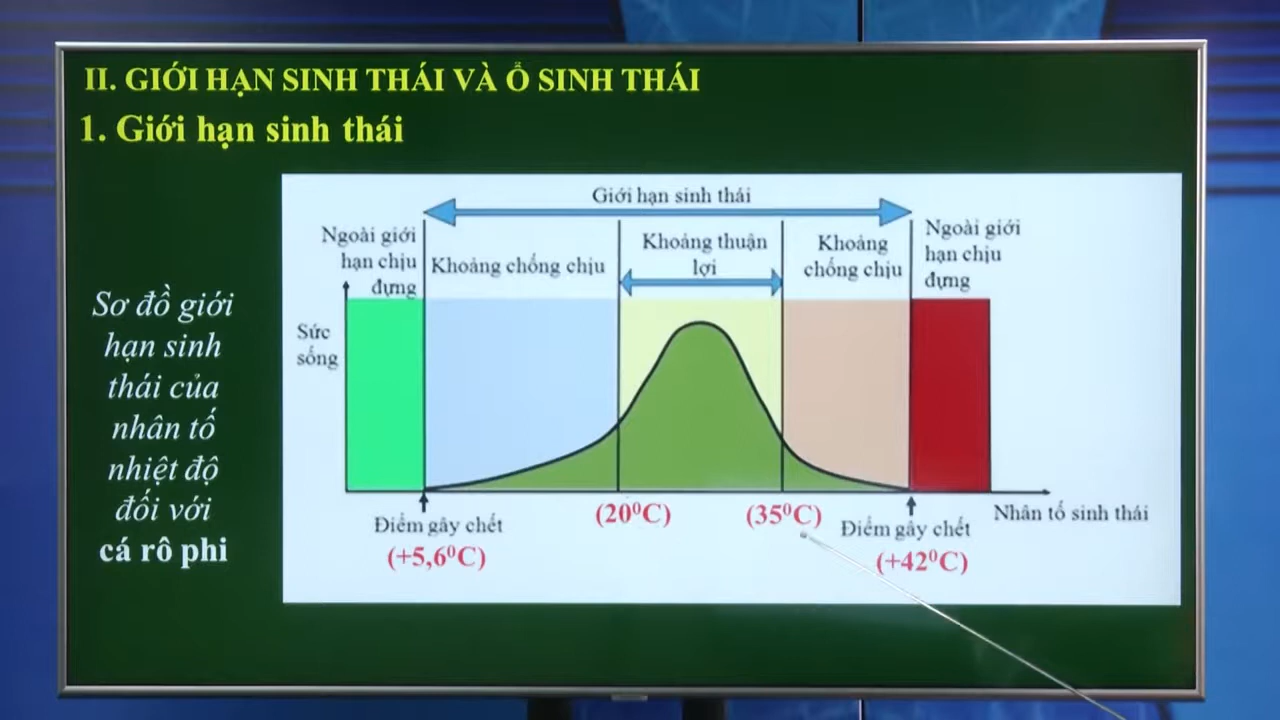 II. GIỚI HẠN SINH THÁI VÀ Ổ SINH THÁI
1. Giới hạn sinh thái
Sơ đồ giới
hạn sinh
thái của
nhân tố
nhiệt độ
đối với
cá rô phi
Giới hạn sinh thái
Ngoài giới
hạn chịu
đựng
Khoảng chống chịu
Khoảng thuận
lợi
Khoảng
chống chịu
Ngoài giới
hạn chịu
đựng
Sức
sống
Điểm gây chết
(+5,6⁰C)
(20⁰C)
(35⁰C)
Điểm gây chết
(+42⁰C)
Nhân tố sinh thái